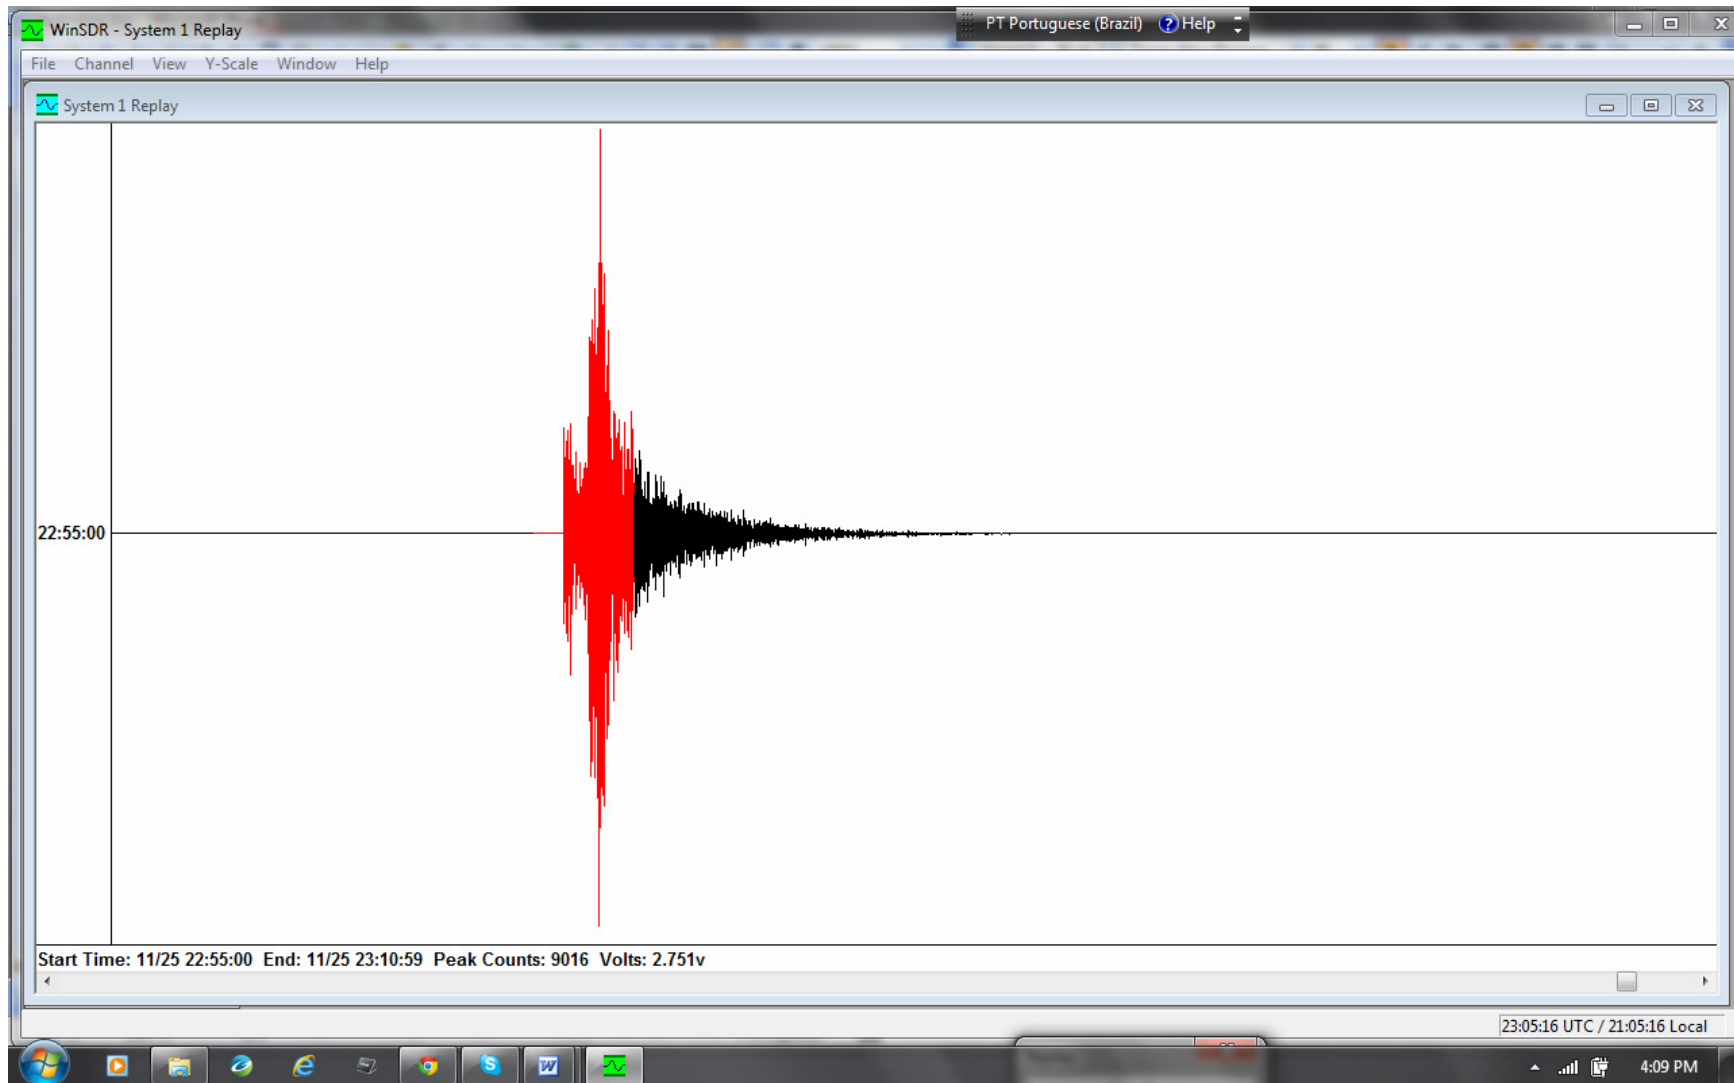 WinSDR - System 1 Replay
PT Portuguese (Brazil) Help
File Channel View Y-Scale Window Help
System 1 Replay
22:55:00
Start Time: 11/25 22:55:00 End: 11/25 23:10:59 Peak Counts: 9016 Volts: 2.751v
23:05:16 UTC / 21:05:16 Local
4:09 PM